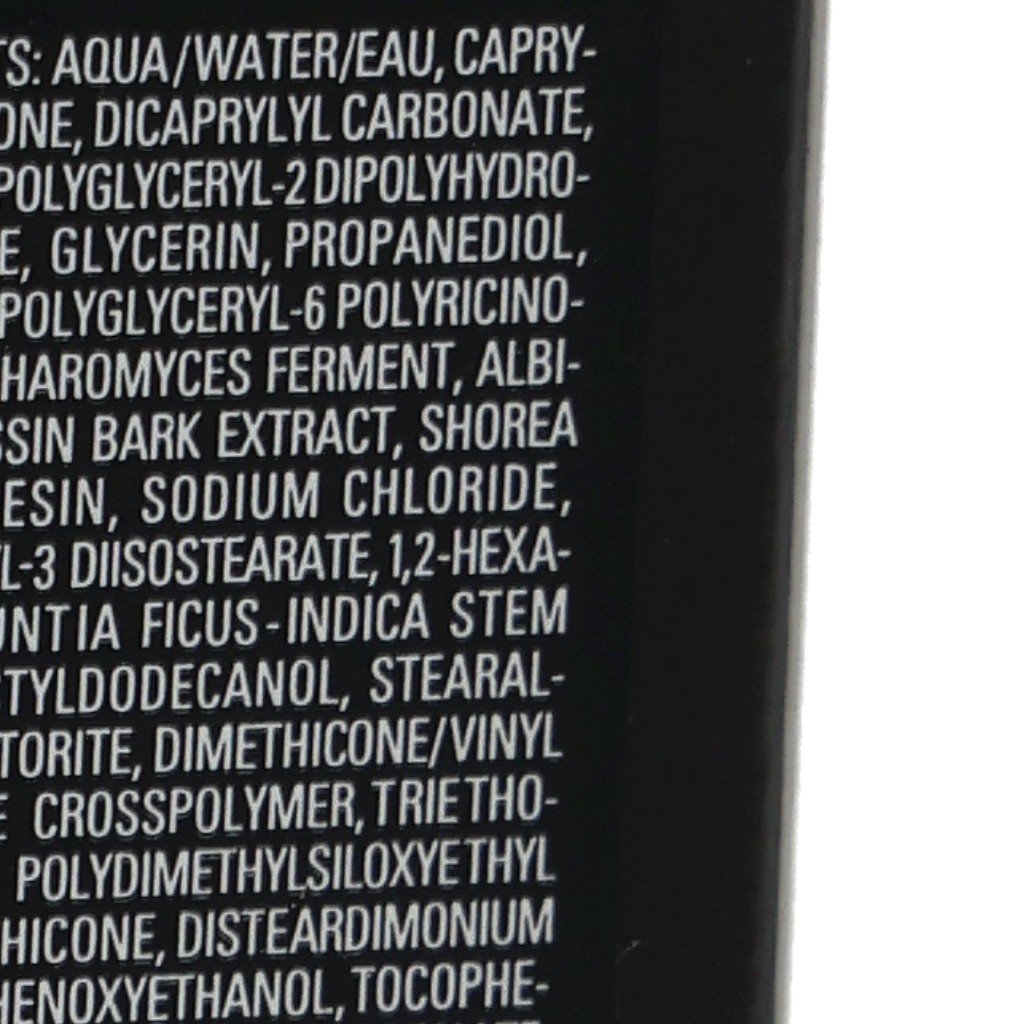 TS: AQUA/WATER/EAU, CAPRY-
ONE, DICAPRYLYL CARBONATE,
POLYGLYCERYL-2 DIPOLYHYDRO-
E, GLYCERIN, PROPANEDIOL,
POLYGLYCERYL-6 POLYRICINO-
HAROMYCES FERMENT, ALBI-
SSIN BARK EXTRACT, SHOREA
ESIN, SODIUM CHLORIDE,
L-3 DIISOSTEARATE, 1,2-HEXA-
UNTIA FICUS-INDICA STEM
CTYLDODECANOL, STEARAL-
TORITE, DIMETHICONE/VINYL
E CROSSPOLYMER, TRIETHO-
POLYDIMETHYLSILOXYETHYL
HICONE, DISTEARDIMONIUM
HENOXYETHANOL, TOCOPHE-